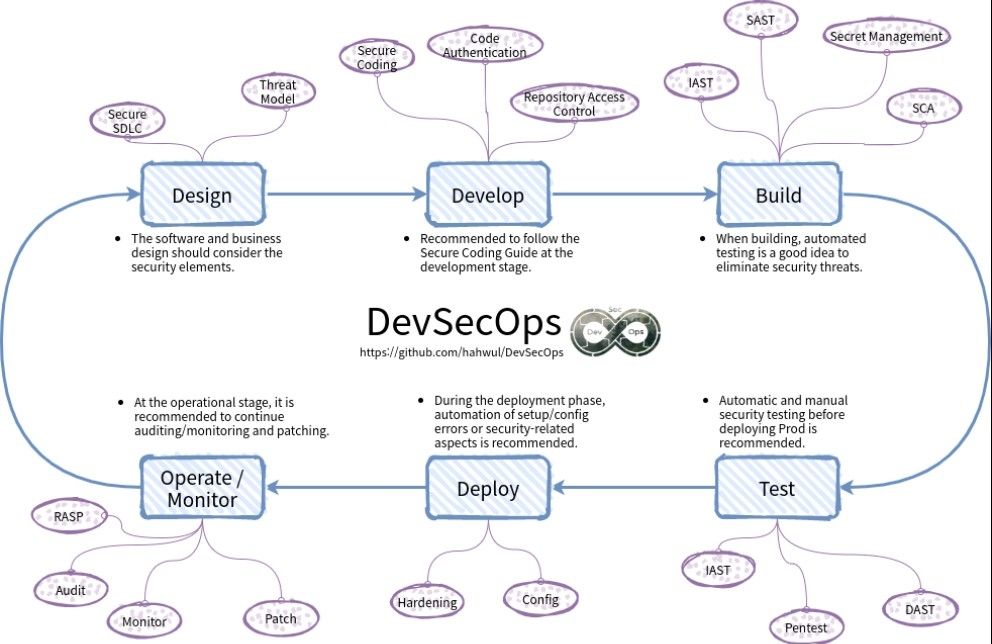 SAST
Secret Management
Code
Authentication
Secure
Coding
IAST
Threat
Model
Repository Access
Control
SCA
Secure
SDLC
Design
Develop
Build
• The software and business
design should consider the
security elements.
• Recommended to follow the
Secure Coding Guide at the
development stage.
• When building, automated
testing is a good idea to
eliminate security threats.
DevSecOps
Sec
Dev
Ops
https://github.com/hahwul/DevSecOps
• At the operational stage, it is
recommended to continue
auditing/monitoring and patching.
• During the deployment phase,
automation of setup/config
errors or security-related
aspects is recommended.
• Automatic and manual
security testing before
deploying Prod is
recommended.
Operate /
Monitor
Deploy
Test
RASP
Audit
Monitor
Patch
Hardening
Config
IAST
Pentest
DAST